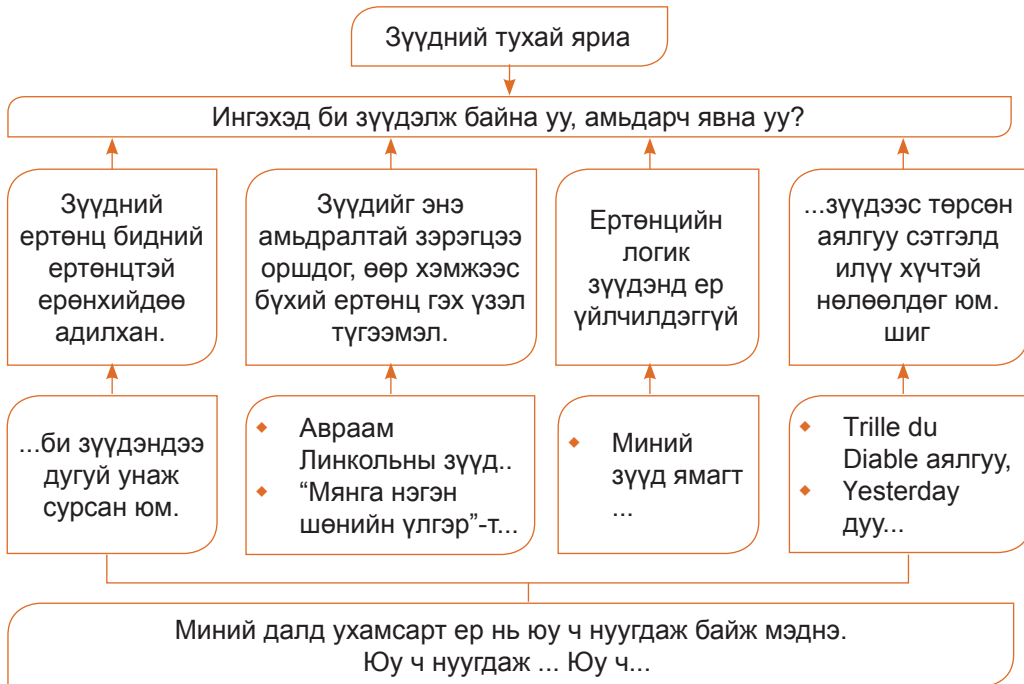 Зүүдний тухай яриа
Ингэхэд би зүүдэлж байна уу, амьдарч явна уу?
Зүүдний
ертөнц бидний
ертөнцтэй
ерөнхийдөө
адилхан.
Зүүдийг энэ
амьдралтай зэрэгцээ
оршдог, өөр хэмжээс
бүхий ертөнц гэх үзэл
түгээмэл.
Ертөнцийн
логик
зүүдэнд ер
үйлчилдэггүй
...зүүдээс төрсөн
аялгуу сэтгэлд
илүү хүчтэй
нөлөөлдөг юм.
шиг
...би зүүдэндээ
дугуй унаж
сурсан юм.
◆ Авраам
Линкольны зүүд..
◆ “Мянга нэгэн
шөнийн үлгэр”-т...
◆ Миний
зүүд ямагт
...
◆ Trille du
Diable аялгуу,
◆ Yesterday
дуу...
Миний далд ухамсарт ер нь юу ч нуугдаж байж мэднэ.
Юу ч нуугдаж ... Юу ч...